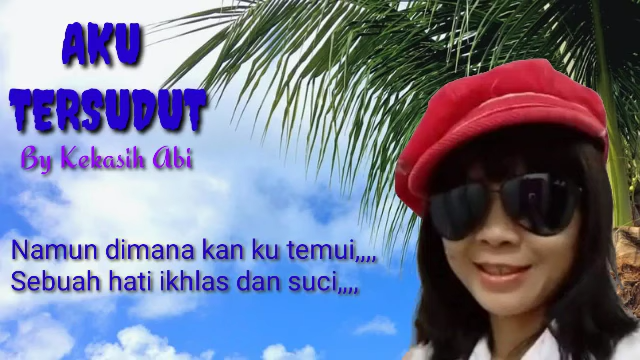 AKU
TERSUDUT
By Kekasih Abi
Namun dimana kan ku temui,,,,
Sebuah hati ikhlas dan suci,,,,